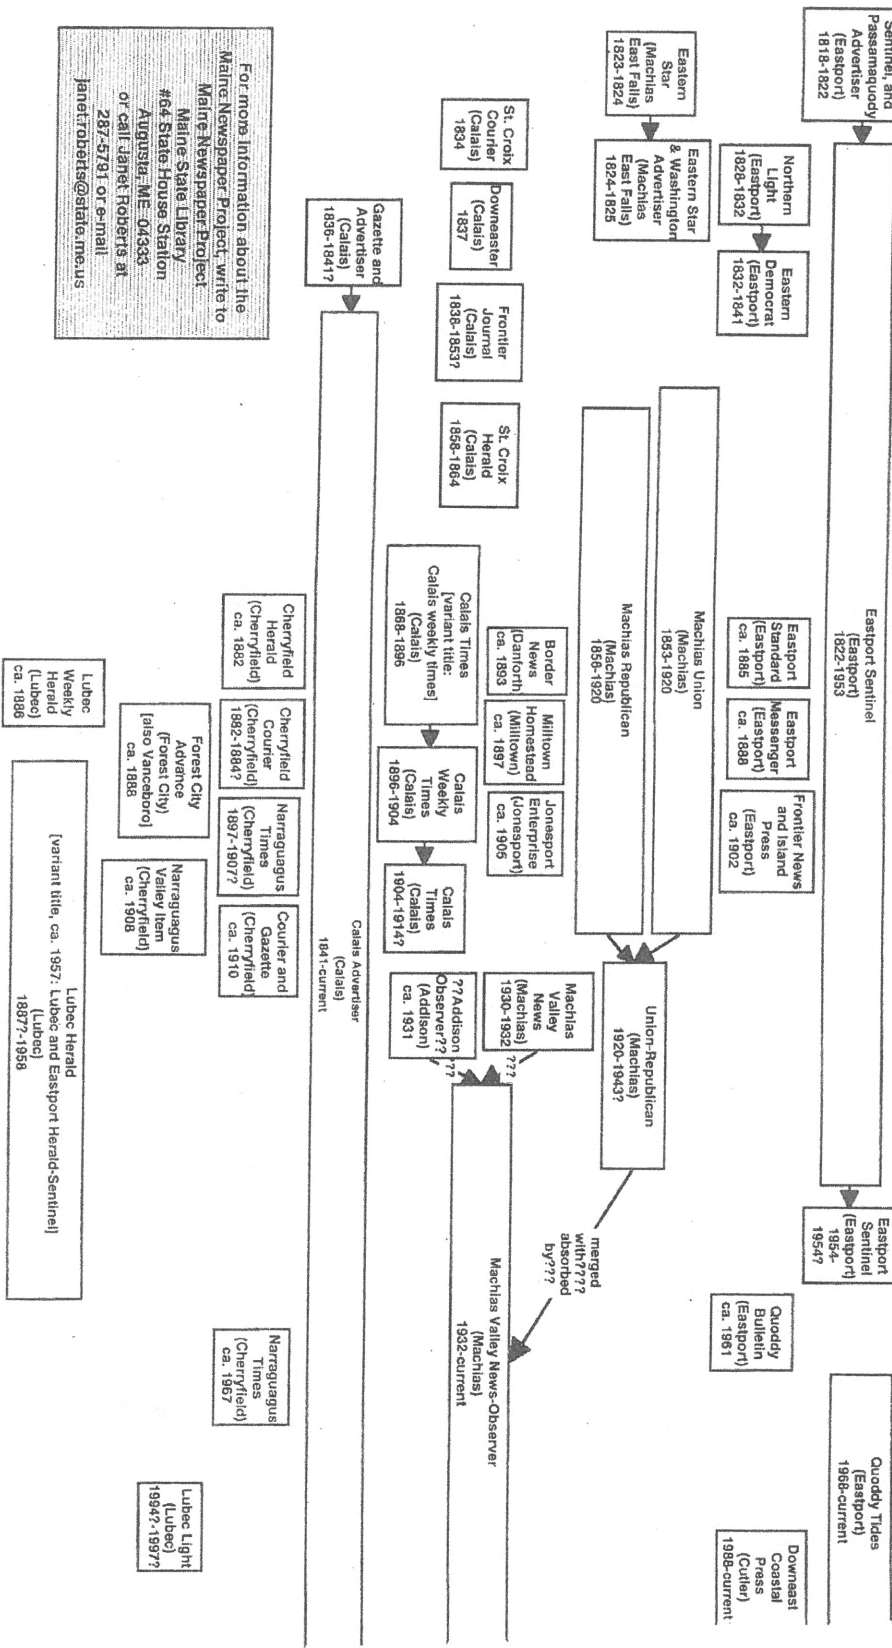 Sentinel, and
Passamaquody
Advertiser
(Eastport)
1818-1822
Eastport Sentinel
(Eastport)
1822-1953
Eastport
Sentinel
(Eastport)
1954-
1954?
Quoddy Tides
(Eastport)
1968-current
Northern
Light
(Eastport)
1828-1832
Eastern
Democrat
(Eastport)
1832-1841
Eastport
Standard
(Eastport)
ca. 1885
Eastport
Messenger
(Eastport)
ca. 1888
Frontier News
and Island
Press
(Eastport)
ca. 1902
Quoddy
Bulletin
(Eastport)
ca. 1961
Downeast
Coastal
Press
(Cutler)
1988-current
Eastern
Star
(Machias
East Falls)
1823-1824
Eastern Star
& Washington
Advertiser
(Machias
East Falls)
1824-1825
Machias Union
(Machias)
1853-1920
Machias Republican
(Machias)
1858-1920
Union-Republican
(Machias)
1920-1943?
merged
with????
absorbed
by???
St. Croix
Courier
(Calais)
1834
Downeaster
(Calais)
1837
Frontier
Journal
(Calais)
1838-1853?
St. Croix
Herald
(Calais)
1858-1864
Border
News
(Danforth)
ca. 1893
Milltown
Homestead
(Milltown)
ca. 1897
Jonesport
Enterprise
(Jonesport)
ca. 1905
Machias
Valley
News
(Machias)
1930-1932
???
Machias Valley News-Observer
(Machias)
1932-current
Calais Times
[variant title:
Calais weekly times]
(Calais)
1868-1896
Calais
Weekly
Times
(Calais)
1896-1904
Calais
Times
(Calais)
1904-1914?
??Addison
Observer??
(Addison)
ca. 1931
???
Gazette and
Advertiser
(Calais)
1836-1841?
Calais Advertiser
(Calais)
1841-current
Cherryfield
Herald
(Cherryfield)
ca. 1882
Cherryfield
Courier
(Cherryfield)
1882-1884?
Narraguagus
Times
(Cherryfield)
1897-1907?
Courier and
Gazette
(Cherryfield)
ca. 1910
Narraguagus
Times
(Cherryfield)
ca. 1967
Forest City
Advance
(Forest City)
[also Vanceboro]
ca. 1888
Narraguagus
Valley Item
(Cherryfield)
ca. 1908
Lubec Light
(Lubec)
1994?-1997?
Lubec
Weekly
Herald
(Lubec)
ca. 1886
Lubec Herald
[variant title, ca. 1957: Lubec and Eastport Herald-Sentinel]
(Lubec)
1887?-1958
For more information about the
Maine Newspaper Project, write to
Maine Newspaper Project
Maine State Library
#64 State House Station
Augusta, ME 04333
or call Janet Roberts at
287-5791 or e-mail
janet.roberts@state.me.us